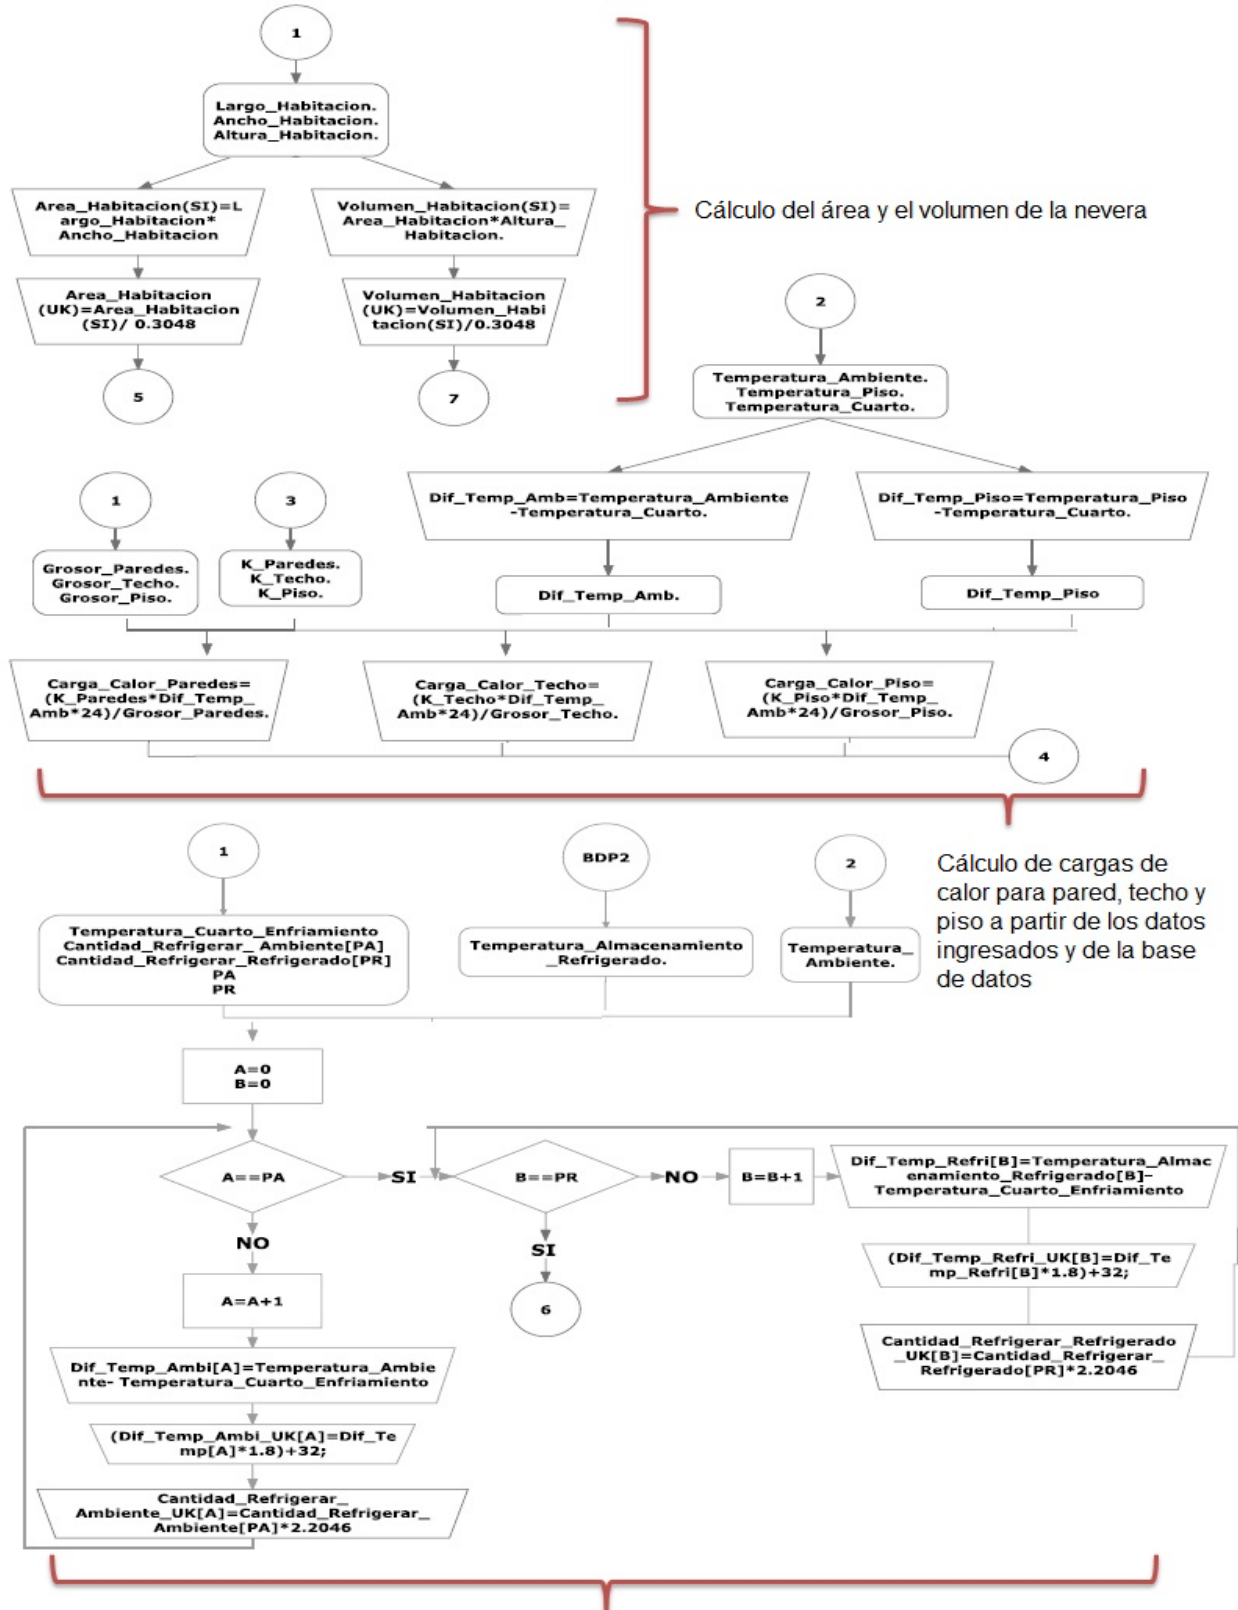 1
Largo_Habitacion.
Ancho_Habitacion.
Altura_Habitacion.
Area_Habitacion(SI)=L
argo_Habitacion*
Ancho_Habitacion
Volumen_Habitacion(SI)=
Area_Habitacion*Altura_
Habitacion.
Cálculo del área y el volumen de la nevera
Area_Habitacion
(UK)=Area_Habitacion
(SI)/ 0.3048
Volumen_Habitacion
(UK)=Volumen_Habi
tacion(SI)/0.3048
5
7
2
Temperatura_Ambiente.
Temperatura_Piso.
Temperatura_Cuarto.
Dif_Temp_Amb=Temperatura_Ambiente
-Temperatura_Cuarto.
Dif_Temp_Piso=Temperatura_Piso
-Temperatura_Cuarto.
1
3
Grosor_Paredes.
Grosor_Techo.
Grosor_Piso.
K_Paredes.
K_Techo.
K_Piso.
Dif_Temp_Amb.
Dif_Temp_Piso
Carga_Calor_Paredes=
(K_Paredes*Dif_Temp_
Amb*24)/Grosor_Paredes.
Carga_Calor_Techo=
(K_Techo*Dif_Temp_
Amb*24)/Grosor_Techo.
Carga_Calor_Piso=
(K_Piso*Dif_Temp_
Amb*24)/Grosor_Piso.
4
Cálculo de cargas de
calor para pared, techo y
piso a partir de los datos
ingresados y de la base
de datos
1
BDP2
2
Temperatura_Cuarto_Enfriamiento
Cantidad_Refrigerar_ Ambiente[PA]
Cantidad_Refrigerar_Refrigerado[PR]
PA
PR
Temperatura_Almacenamiento
_Refrigerado.
Temperatura_
Ambiente.
A=0
B=0
A==PA
SI
B==PR
NO
B=B+1
Dif_Temp_Refri[B]=Temperatura_Almac
enamiento_Refrigerado[B]-
Temperatura_Cuarto_Enfriamiento
NO
SI
(Dif_Temp_Refri_UK[B]=Dif_Te
mp_Refri[B]*1.8)+32;
A=A+1
6
Cantidad_Refrigerar_Refrigerado
_UK[B]=Cantidad_Refrigerar_
Refrigerado[PR]*2.2046
Dif_Temp_Ambi[A]=Temperatura_Ambie
nte- Temperatura_Cuarto_Enfriamiento
(Dif_Temp_Ambi_UK[A]=Dif_Te
mp[A]*1.8)+32;
Cantidad_Refrigerar_
Ambiente_UK[A]=Cantidad_Refrigerar_
Ambiente[PA]*2.2046